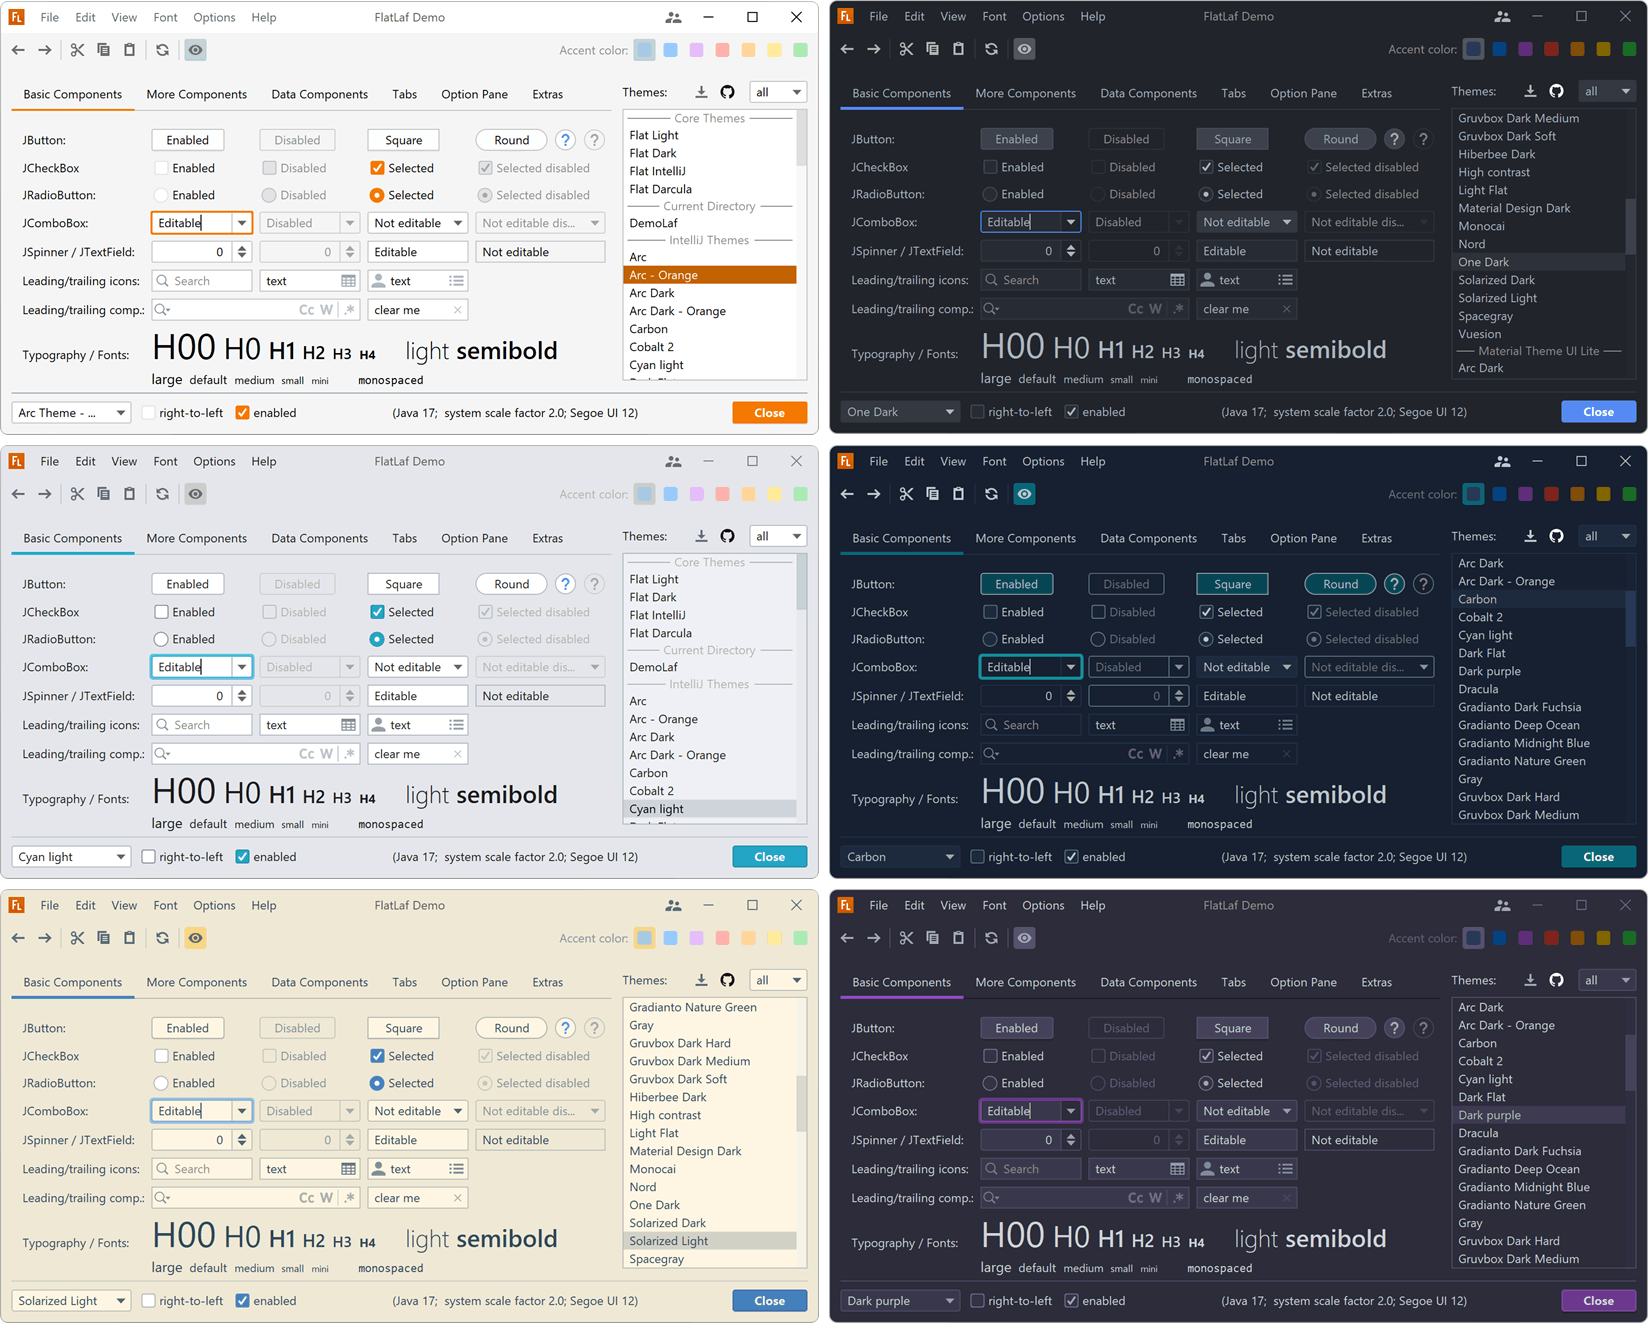 FL File Edit View Font Options Help FlatLaf Demo
Accent color:
Basic Components More Components Data Components Tabs Option Pane Extras
Themes: all
JButton: Enabled Disabled Square Round ? ?
JCheckBox Enabled Disabled Selected Selected disabled
JRadioButton: Enabled Disabled Selected Selected disabled
JComboBox: Editable Disabled Not editable Not editable dis...
JSpinner / JTextField: 0 0 Editable Not editable
Leading/trailing icons: Search text text
Leading/trailing comp.: Cc W .* clear me
Typography / Fonts: H00 H0 H1 H2 H3 H4 light semibold
large default medium small mini monospaced
Core Themes
Flat Light
Flat Dark
Flat IntelliJ
Flat Darcula
Current Directory
DemoLaf
IntelliJ Themes
Arc
Arc - Orange
Arc Dark
Arc Dark - Orange
Carbon
Cobalt 2
Cyan light
Arc Theme - ... right-to-left enabled (Java 17; system scale factor 2.0; Segoe UI 12) Close
FL File Edit View Font Options Help FlatLaf Demo
Accent color:
Basic Components More Components Data Components Tabs Option Pane Extras
Themes: all
JButton: Enabled Disabled Square Round ? ?
JCheckBox Enabled Disabled Selected Selected disabled
JRadioButton: Enabled Disabled Selected Selected disabled
JComboBox: Editable Disabled Not editable Not editable dis...
JSpinner / JTextField: 0 0 Editable Not editable
Leading/trailing icons: Search text text
Leading/trailing comp.: Cc W .* clear me
Typography / Fonts: H00 H0 H1 H2 H3 H4 light semibold
large default medium small mini monospaced
Gruvbox Dark Medium
Gruvbox Dark Soft
Hiberbee Dark
High contrast
Light Flat
Material Design Dark
Monocai
Nord
One Dark
Solarized Dark
Solarized Light
Spacegray
Vuesion
Material Theme UI Lite
Arc Dark
One Dark right-to-left enabled (Java 17; system scale factor 2.0; Segoe UI 12) Close
FL File Edit View Font Options Help FlatLaf Demo
Accent color:
Basic Components More Components Data Components Tabs Option Pane Extras
Themes: all
JButton: Enabled Disabled Square Round ? ?
JCheckBox Enabled Disabled Selected Selected disabled
JRadioButton: Enabled Disabled Selected Selected disabled
JComboBox: Editable Disabled Not editable Not editable dis...
JSpinner / JTextField: 0 0 Editable Not editable
Leading/trailing icons: Search text text
Leading/trailing comp.: Cc W .* clear me
Typography / Fonts: H00 H0 H1 H2 H3 H4 light semibold
large default medium small mini monospaced
Core Themes
Flat Light
Flat Dark
Flat IntelliJ
Flat Darcula
Current Directory
DemoLaf
IntelliJ Themes
Arc
Arc - Orange
Arc Dark
Arc Dark - Orange
Carbon
Cobalt 2
Cyan light
Cyan light right-to-left enabled (Java 17; system scale factor 2.0; Segoe UI 12) Close
FL File Edit View Font Options Help FlatLaf Demo
Accent color:
Basic Components More Components Data Components Tabs Option Pane Extras
Themes: all
JButton: Enabled Disabled Square Round ? ?
JCheckBox Enabled Disabled Selected Selected disabled
JRadioButton: Enabled Disabled Selected Selected disabled
JComboBox: Editable Disabled Not editable Not editable dis...
JSpinner / JTextField: 0 0 Editable Not editable
Leading/trailing icons: Search text text
Leading/trailing comp.: Cc W .* clear me
Typography / Fonts: H00 H0 H1 H2 H3 H4 light semibold
large default medium small mini monospaced
Arc Dark
Arc Dark - Orange
Carbon
Cobalt 2
Cyan light
Dark Flat
Dark purple
Dracula
Gradianto Dark Fuchsia
Gradianto Deep Ocean
Gradianto Midnight Blue
Gradianto Nature Green
Gray
Gruvbox Dark Hard
Gruvbox Dark Medium
Carbon right-to-left enabled (Java 17; system scale factor 2.0; Segoe UI 12) Close
FL File Edit View Font Options Help FlatLaf Demo
Accent color:
Basic Components More Components Data Components Tabs Option Pane Extras
Themes: all
JButton: Enabled Disabled Square Round ? ?
JCheckBox Enabled Disabled Selected Selected disabled
JRadioButton: Enabled Disabled Selected Selected disabled
JComboBox: Editable Disabled Not editable Not editable dis...
JSpinner / JTextField: 0 0 Editable Not editable
Leading/trailing icons: Search text text
Leading/trailing comp.: Cc W .* clear me
Typography / Fonts: H00 H0 H1 H2 H3 H4 light semibold
large default medium small mini monospaced
Gradianto Nature Green
Gray
Gruvbox Dark Hard
Gruvbox Dark Medium
Gruvbox Dark Soft
Hiberbee Dark
High contrast
Light Flat
Material Design Dark
Monocai
Nord
One Dark
Solarized Dark
Solarized Light
Spacegray
Solarized Light right-to-left enabled (Java 17; system scale factor 2.0; Segoe UI 12) Close
FL File Edit View Font Options Help FlatLaf Demo
Accent color:
Basic Components More Components Data Components Tabs Option Pane Extras
Themes: all
JButton: Enabled Disabled Square Round ? ?
JCheckBox Enabled Disabled Selected Selected disabled
JRadioButton: Enabled Disabled Selected Selected disabled
JComboBox: Editable Disabled Not editable Not editable dis...
JSpinner / JTextField: 0 0 Editable Not editable
Leading/trailing icons: Search text text
Leading/trailing comp.: Cc W .* clear me
Typography / Fonts: H00 H0 H1 H2 H3 H4 light semibold
large default medium small mini monospaced
Arc Dark
Arc Dark - Orange
Carbon
Cobalt 2
Cyan light
Dark Flat
Dark purple
Dracula
Gradianto Dark Fuchsia
Gradianto Deep Ocean
Gradianto Midnight Blue
Gradianto Nature Green
Gray
Gruvbox Dark Hard
Gruvbox Dark Medium
Dark purple right-to-left enabled (Java 17; system scale factor 2.0; Segoe UI 12) Close